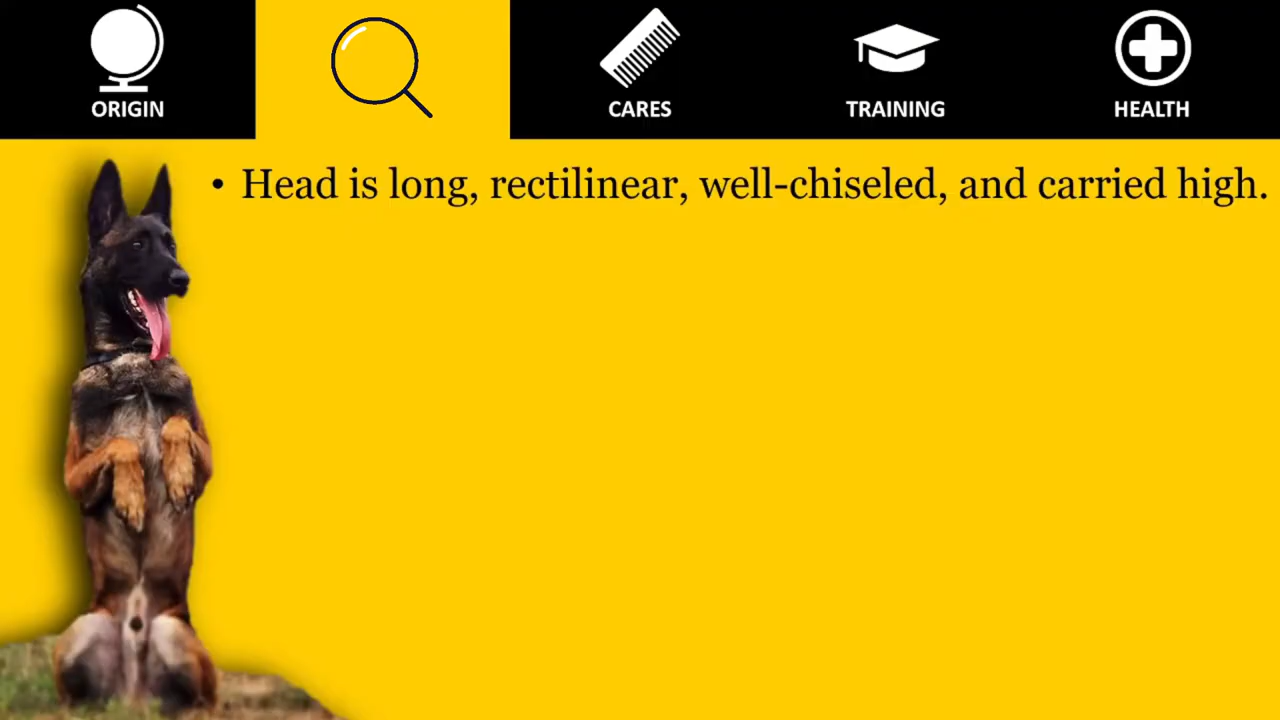 ORIGIN
CARES
TRAINING
HEALTH
• Head is long, rectilinear, well-chiseled, and carried high.